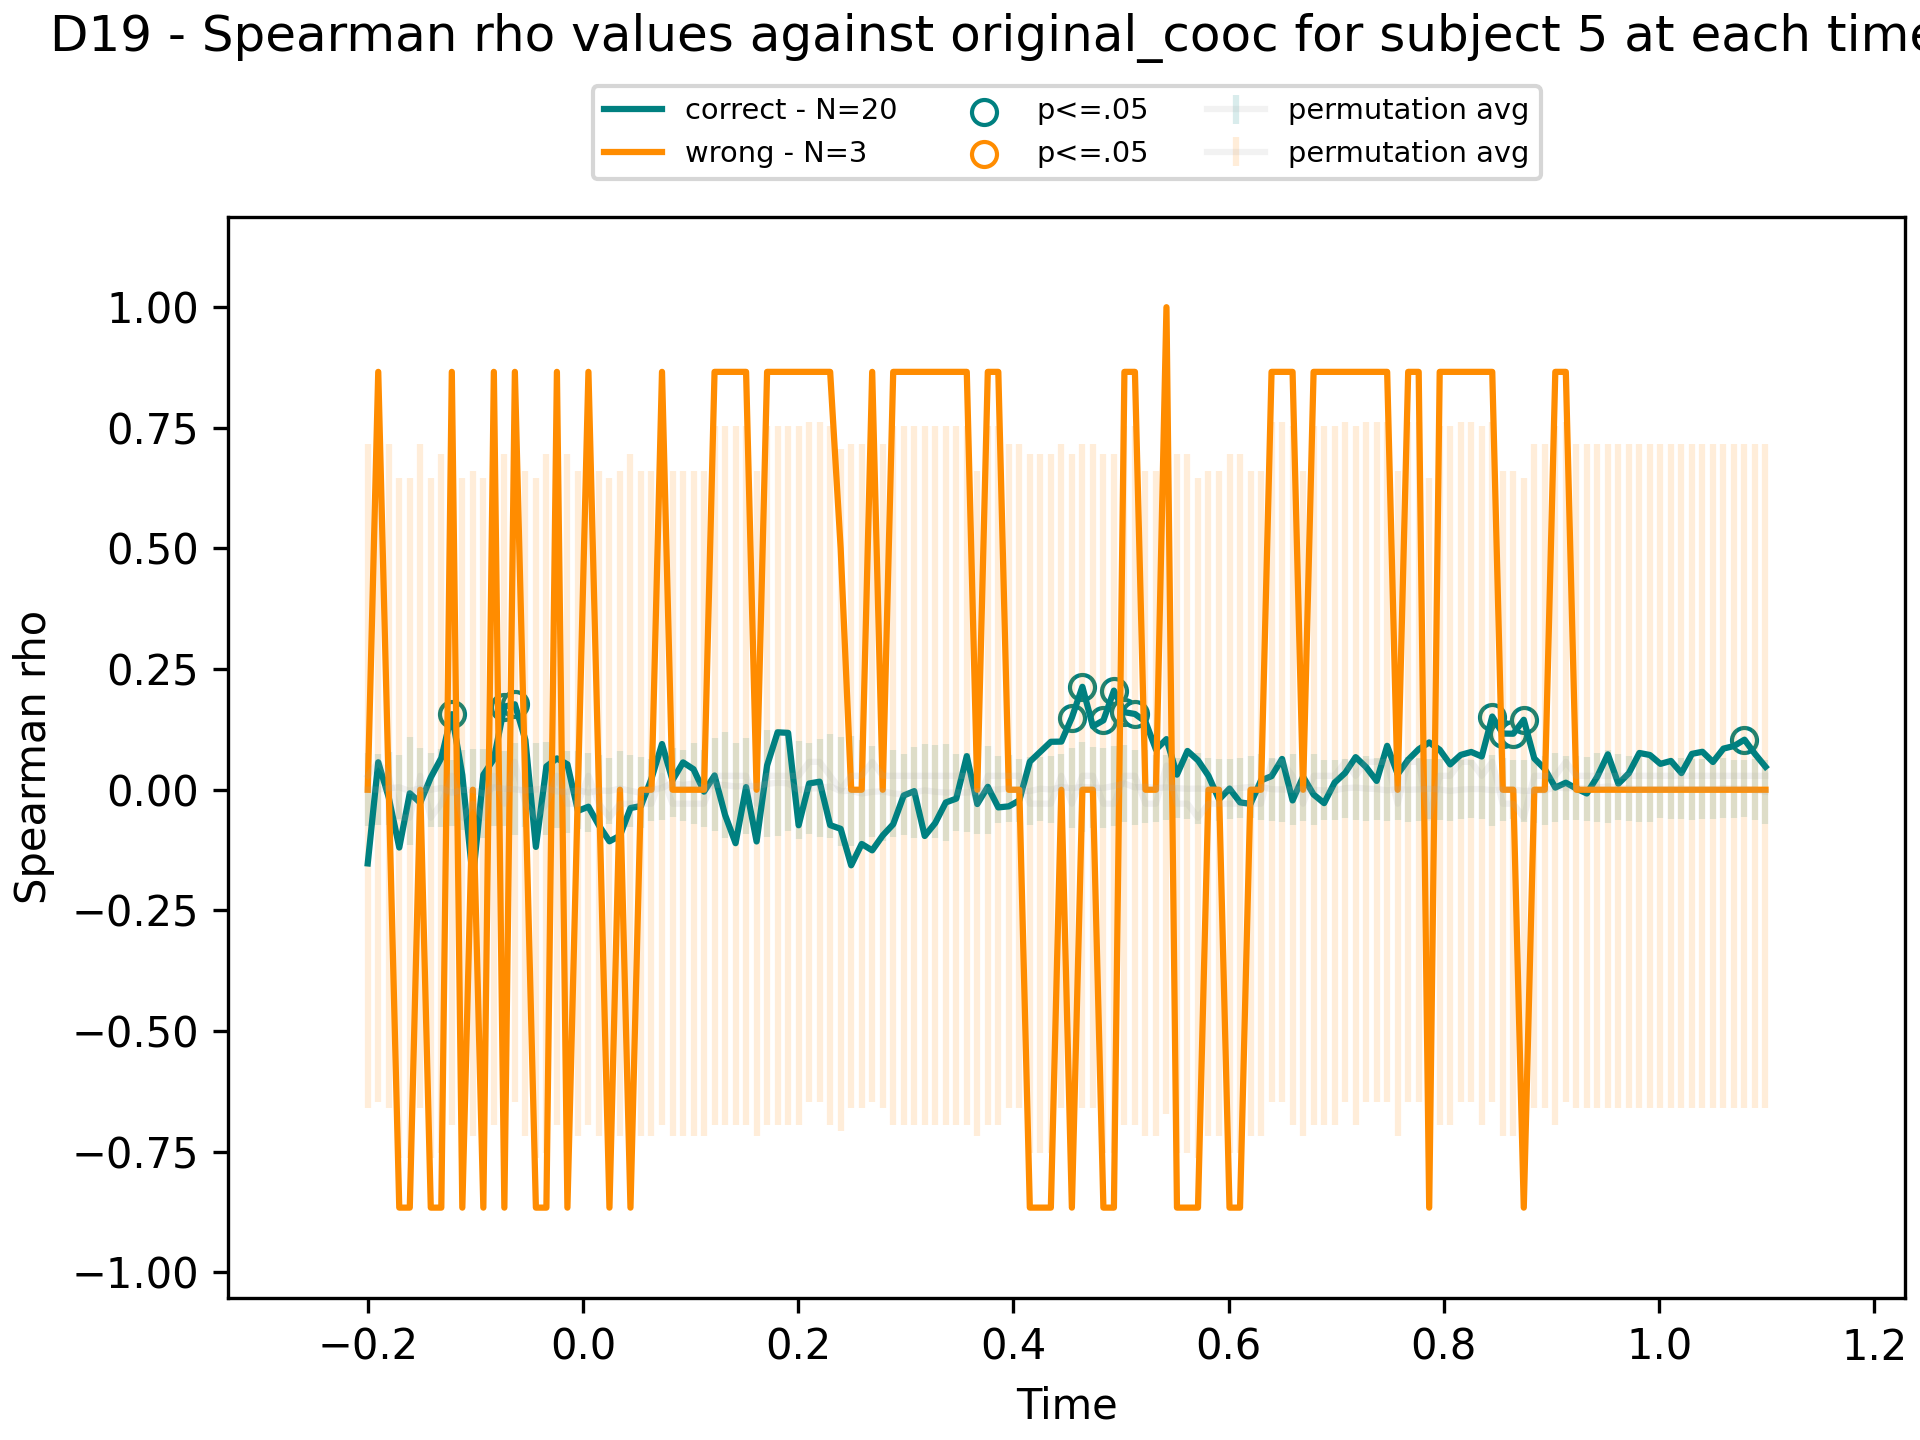 D19 - Spearman rho values against original_cooc for subject 5 at each time
correct - N=20 p<=.05 permutation avg
wrong - N=3 p<=.05 permutation avg
1.00
0.75
0.50
0.25
0.00
−0.25
−0.50
−0.75
−1.00
Spearman rho
−0.2 0.0 0.2 0.4 0.6 0.8 1.0 1.2
Time